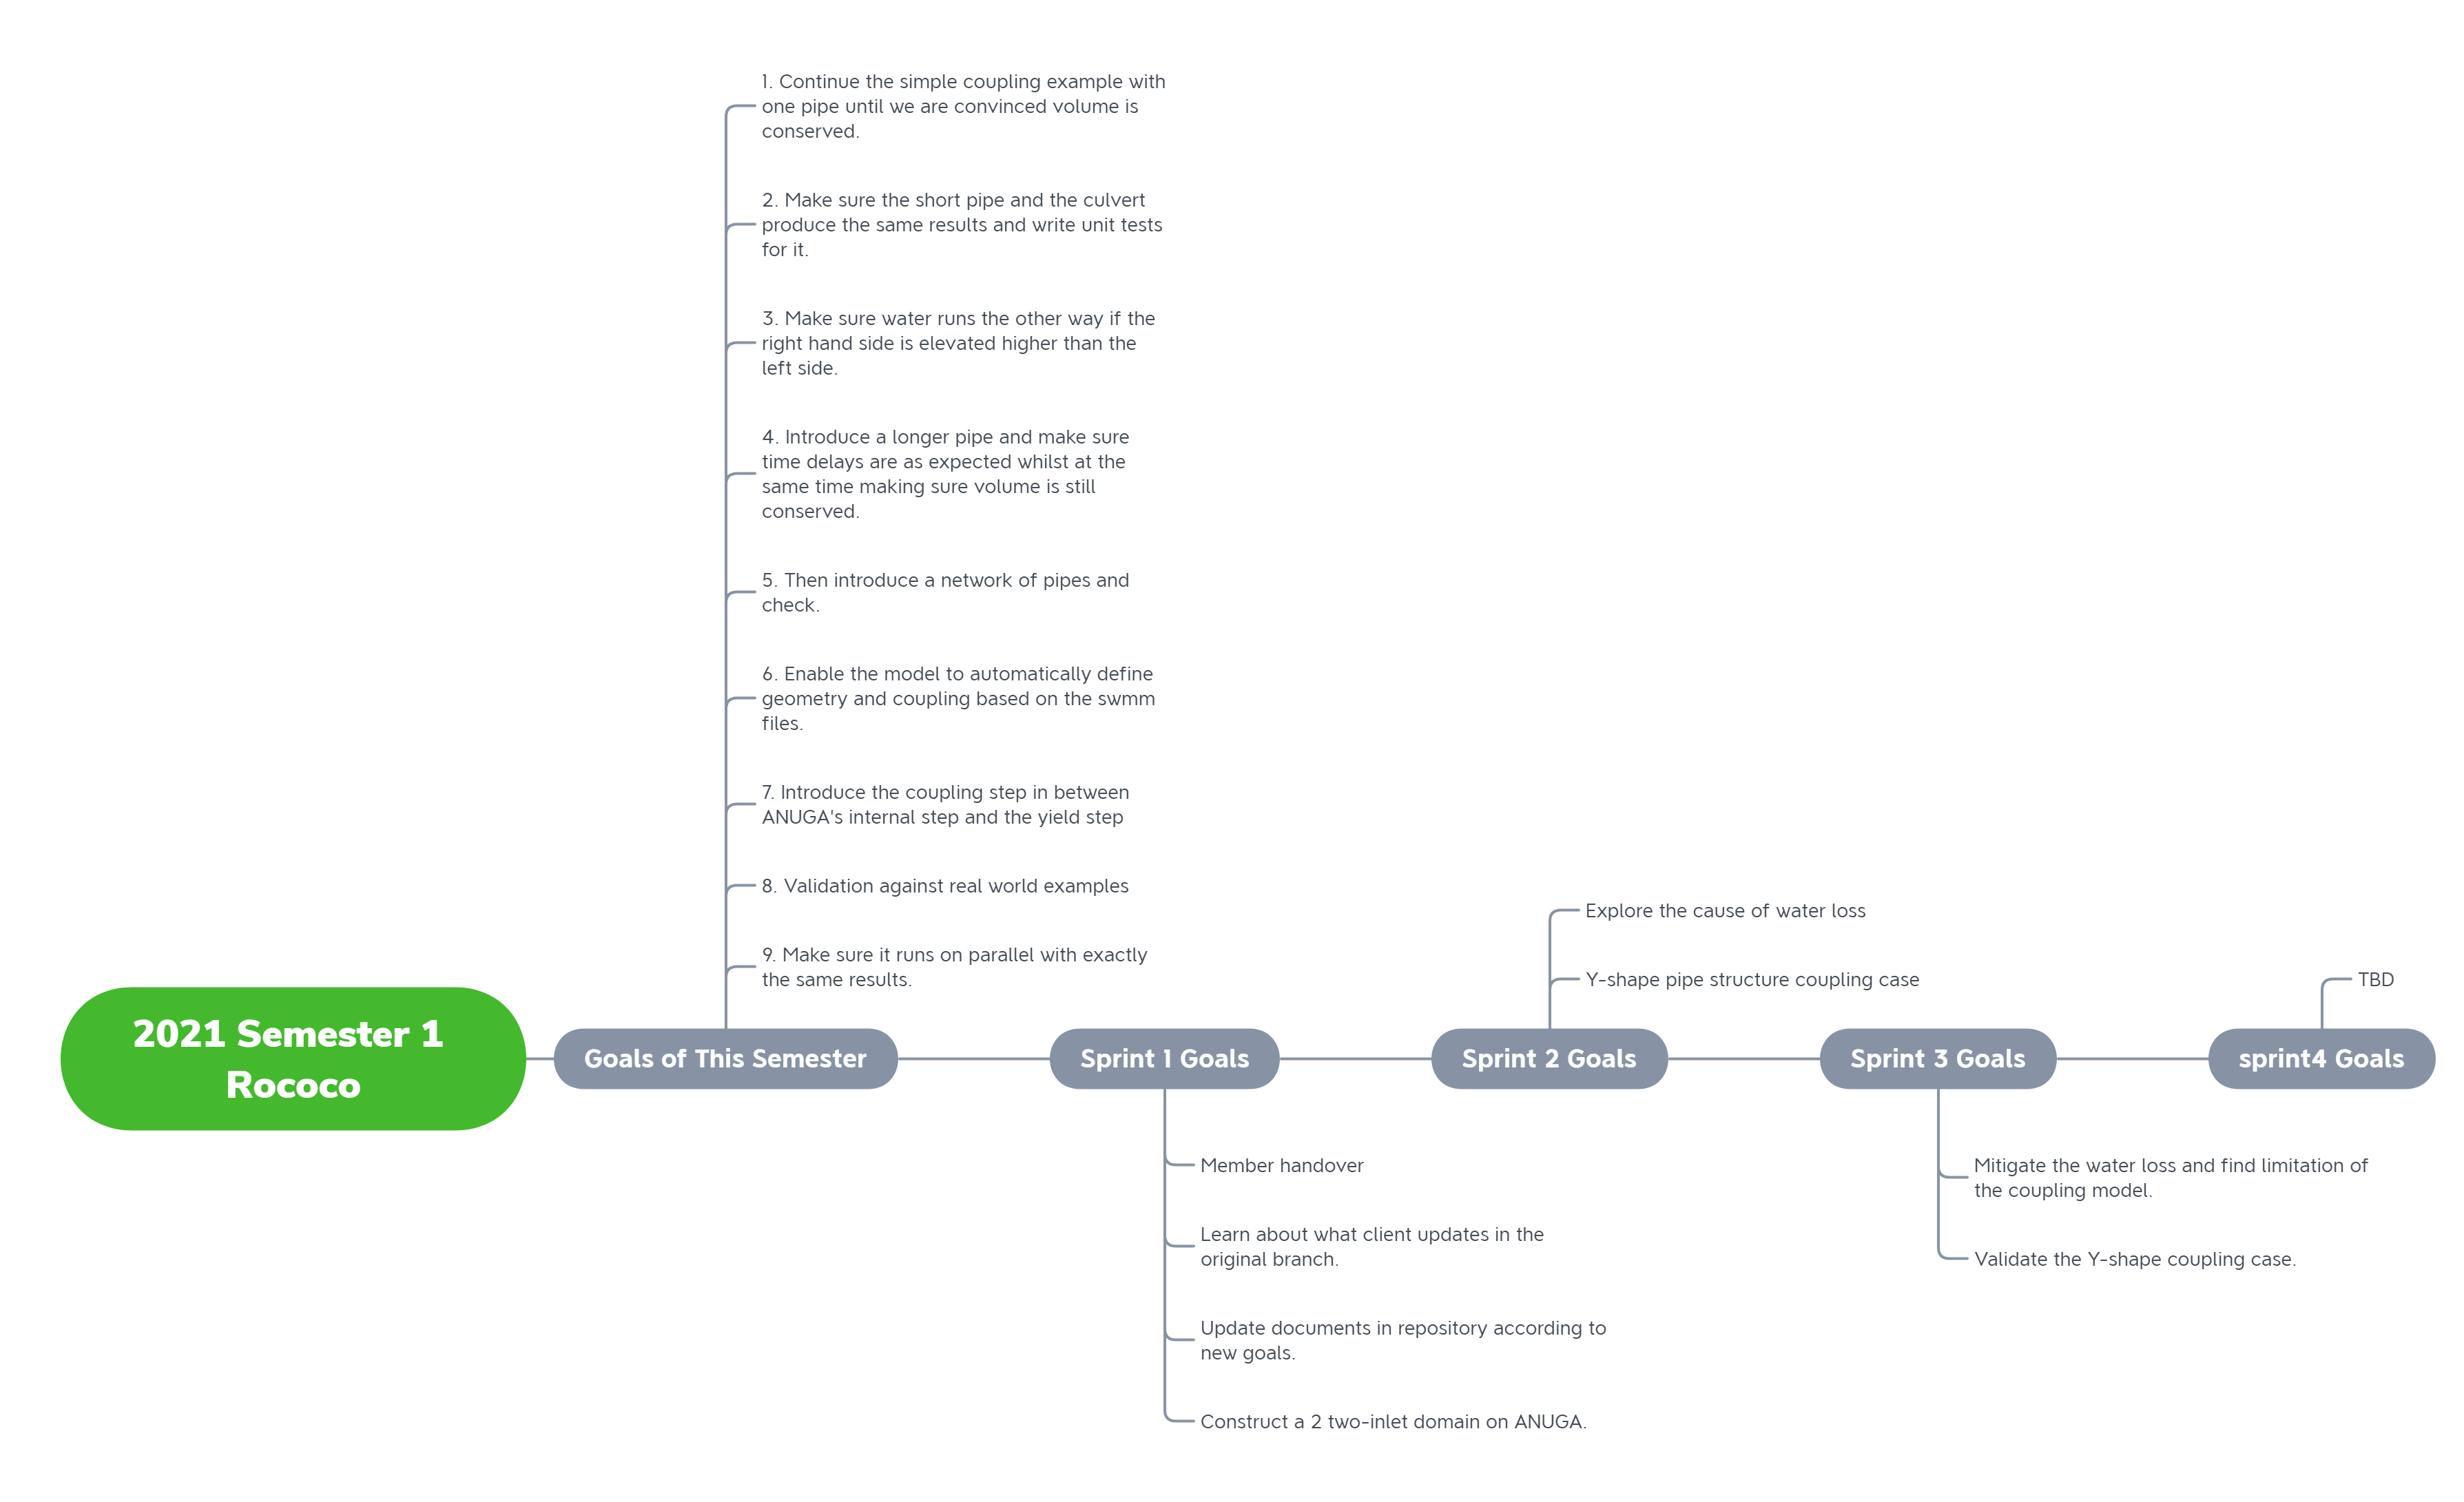 1. Continue the simple coupling example with
one pipe until we are convinced volume is
conserved.
2. Make sure the short pipe and the culvert
produce the same results and write unit tests
for it.
3. Make sure water runs the other way if the
right hand side is elevated higher than the
left side.
4. Introduce a longer pipe and make sure
time delays are as expected whilst at the
same time making sure volume is still
conserved.
5. Then introduce a network of pipes and
check.
6. Enable the model to automatically define
geometry and coupling based on the swmm
files.
7. Introduce the coupling step in between
ANUGA's internal step and the yield step
8. Validation against real world examples
9. Make sure it runs on parallel with exactly
the same results.
Explore the cause of water loss
Y-shape pipe structure coupling case
TBD
2021 Semester 1
Rococo
Goals of This Semester
Sprint 1 Goals
Sprint 2 Goals
Sprint 3 Goals
sprint4 Goals
Member handover
Learn about what client updates in the
original branch.
Update documents in repository according to
new goals.
Construct a 2 two-inlet domain on ANUGA.
Mitigate the water loss and find limitation of
the coupling model.
Validate the Y-shape coupling case.